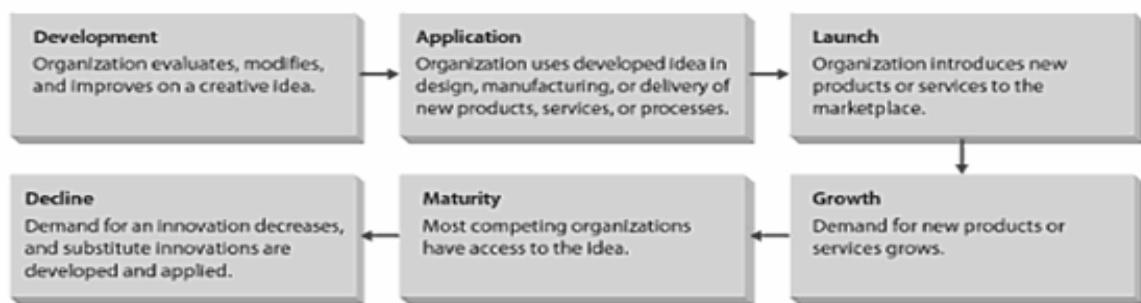 Development
Organization evaluates, modifies,
and improves on a creative idea.
Application
Organization uses developed idea in
design, manufacturing, or delivery of
new products, services, or processes.
Launch
Organization introduces new
products or services to the
marketplace.
Growth
Demand for new products or
services grows.
Maturity
Most competing organizations
have access to the idea.
Decline
Demand for an innovation decreases,
and substitute innovations are
developed and applied.